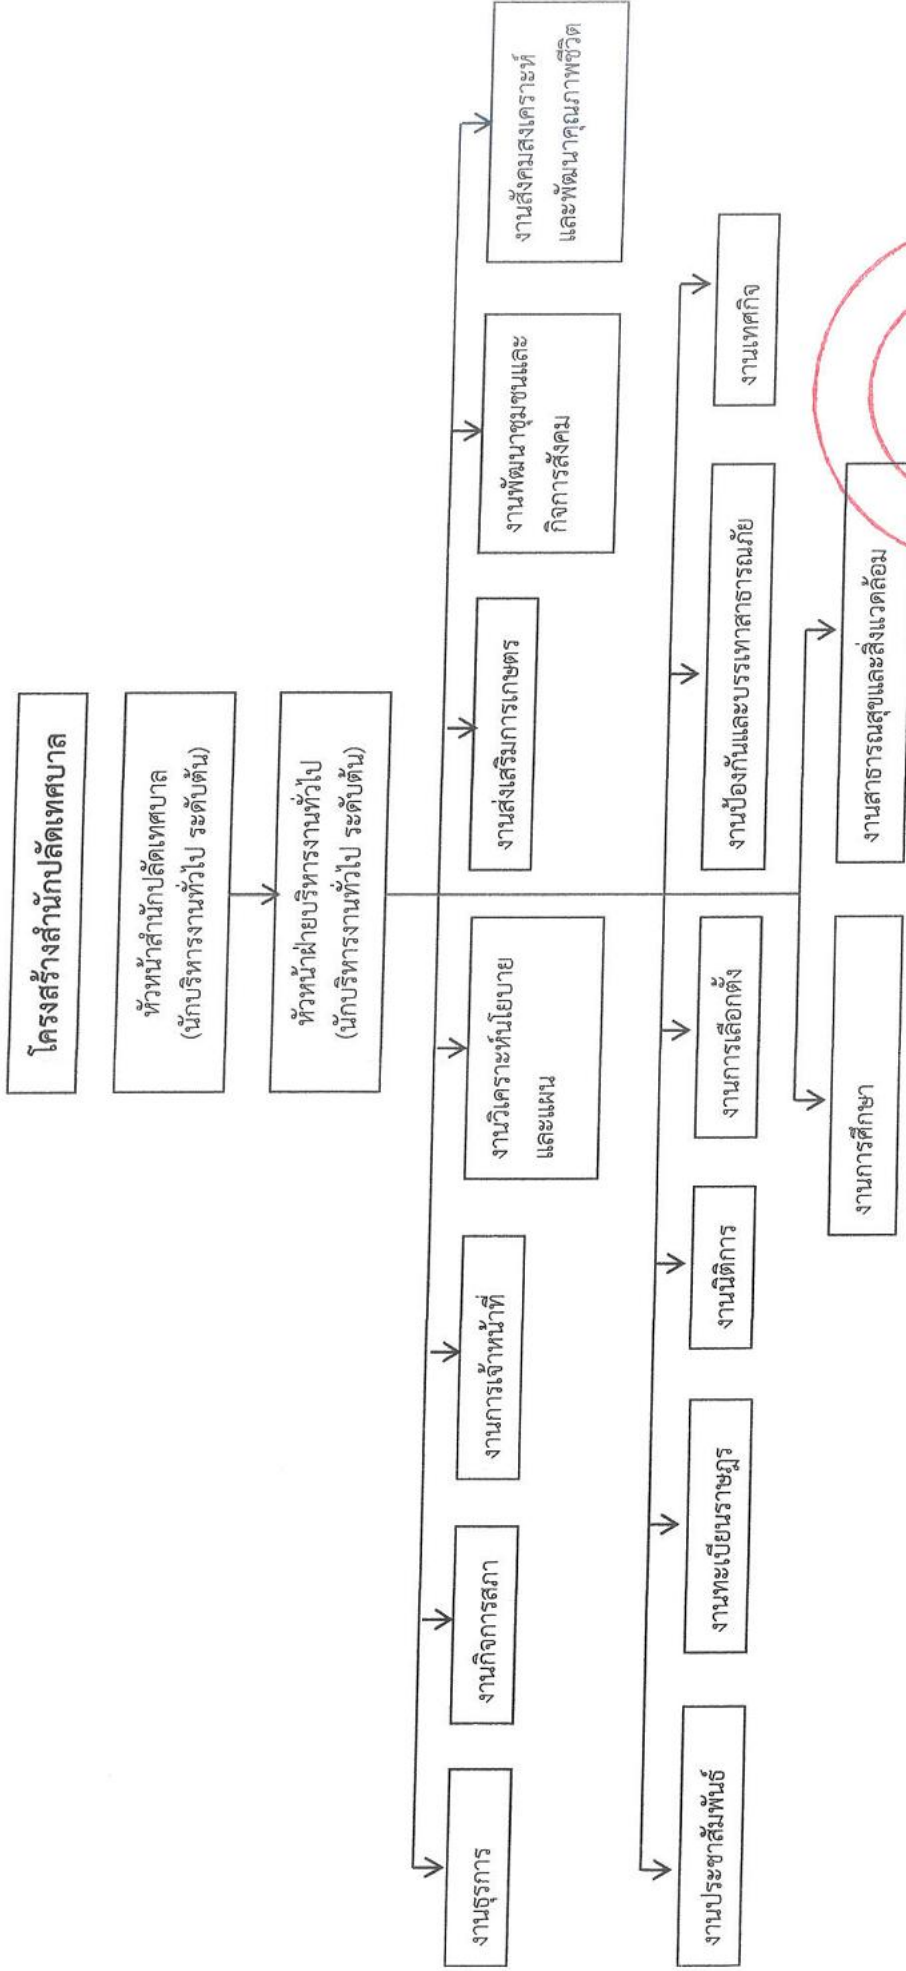 โครงสร้างสำนักปลัดเทศบาล
หัวหน้าสำนักปลัดเทศบาล
(นักบริหารงานทั่วไป ระดับต้น)
หัวหน้าฝ่ายบริหารงานทั่วไป
(นักบริหารงานทั่วไป ระดับต้น)
งานธุรการ
งานกิจการสภา
งานการเจ้าหน้าที่
งานวิเคราะห์นโยบาย
และแผน
งานส่งเสริมการเกษตร
งานพัฒนาชุมชนและ
กิจการสังคม
งานสังคมสงเคราะห์
และพัฒนาคุณภาพชีวิต
งานประชาสัมพันธ์
งานทะเบียนราษฎร
งานนิติการ
งานการเลือกตั้ง
งานป้องกันและบรรเทาสาธารณภัย
งานเทศกิจ
งานการศึกษา
งานสาธารณสุขและสิ่งแวดล้อม